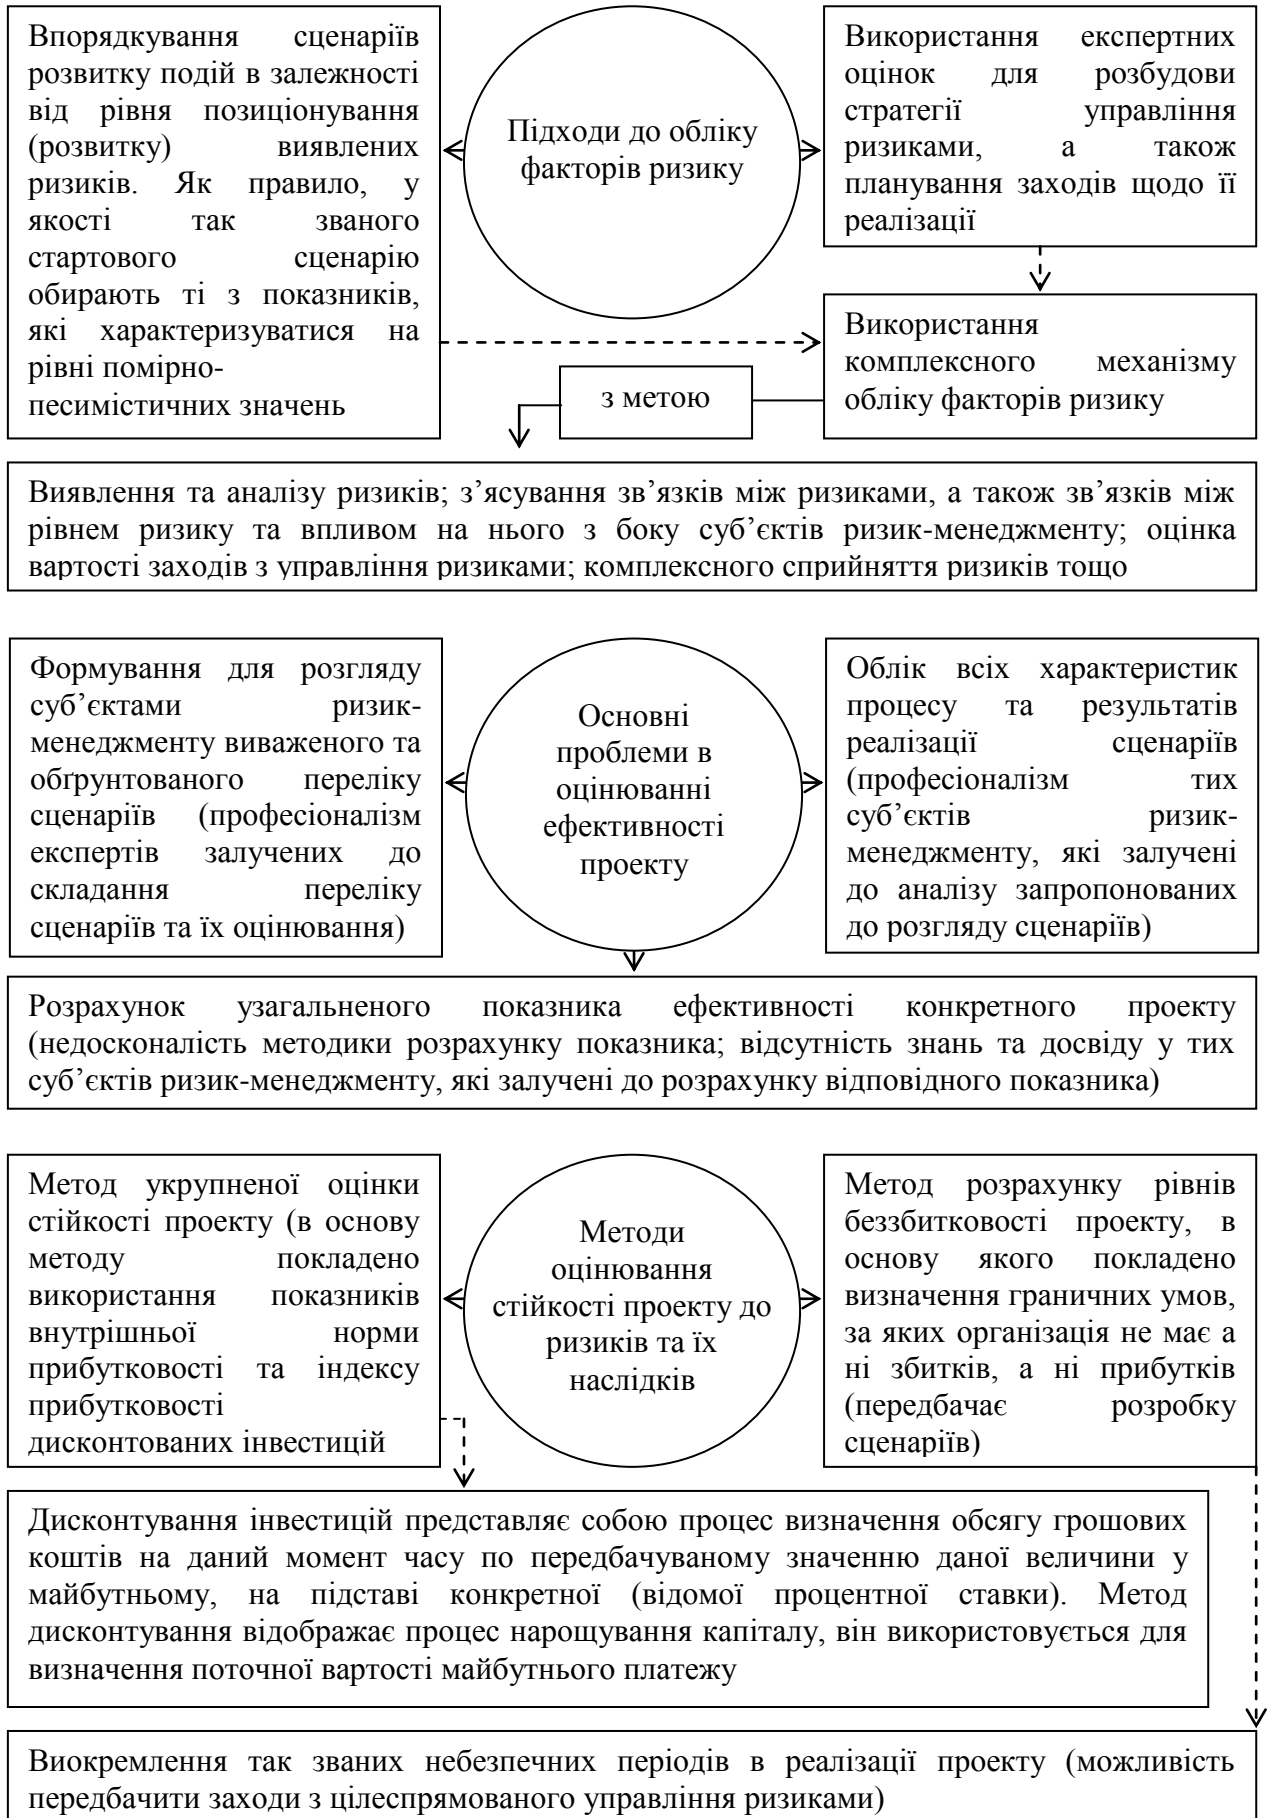 Впорядкування сценаріїв
розвитку подій в залежності
від рівня позиціонування
(розвитку) виявлених
ризиків. Як правило, у
якості так званого
стартового сценарію
обирають ті з показників,
які характеризуватися на
рівні помірно-
песимістичних значень
Підходи до обліку
факторів ризику
Використання експертних
оцінок для розбудови
стратегії управління
ризиками, а також
планування заходів щодо її
реалізації
Використання
комплексного механізму
обліку факторів ризику
з метою
Виявлення та аналізу ризиків; з’ясування зв’язків між ризиками, а також зв’язків між
рівнем ризику та впливом на нього з боку суб’єктів ризик-менеджменту; оцінка
вартості заходів з управління ризиками; комплексного сприйняття ризиків тощо
Формування для розгляду
суб’єктами ризик-
менеджменту виваженого та
обґрунтованого переліку
сценаріїв (професіоналізм
експертів залучених до
складання переліку
сценаріїв та їх оцінювання)
Основні
проблеми в
оцінюванні
ефективності
проекту
Облік всіх характеристик
процесу та результатів
реалізації сценаріїв
(професіоналізм тих
суб’єктів ризик-
менеджменту, які залучені
до аналізу запропонованих
до розгляду сценаріїв)
Розрахунок узагальненого показника ефективності конкретного проекту
(недосконалість методики розрахунку показника; відсутність знань та досвіду у тих
суб’єктів ризик-менеджменту, які залучені до розрахунку відповідного показника)
Метод укрупненої оцінки
стійкості проекту (в основу
методу покладено
використання показників
внутрішньої норми
прибутковості та індексу
прибутковості
дисконтованих інвестицій
Методи
оцінювання
стійкості проекту до
ризиків та їх
наслідків
Метод розрахунку рівнів
беззбитковості проекту, в
основу якого покладено
визначення граничних умов,
за яких організація не має а
ні збитків, а ні прибутків
(передбачає розробку
сценаріїв)
Дисконтування інвестицій представляє собою процес визначення обсягу грошових
коштів на даний момент часу по передбачуваному значенню даної величини у
майбутньому, на підставі конкретної (відомої процентної ставки). Метод
дисконтування відображає процес нарощування капіталу, він використовується для
визначення поточної вартості майбутнього платежу
Виокремлення так званих небезпечних періодів в реалізації проекту (можливість
передбачити заходи з цілеспрямованого управління ризиками)